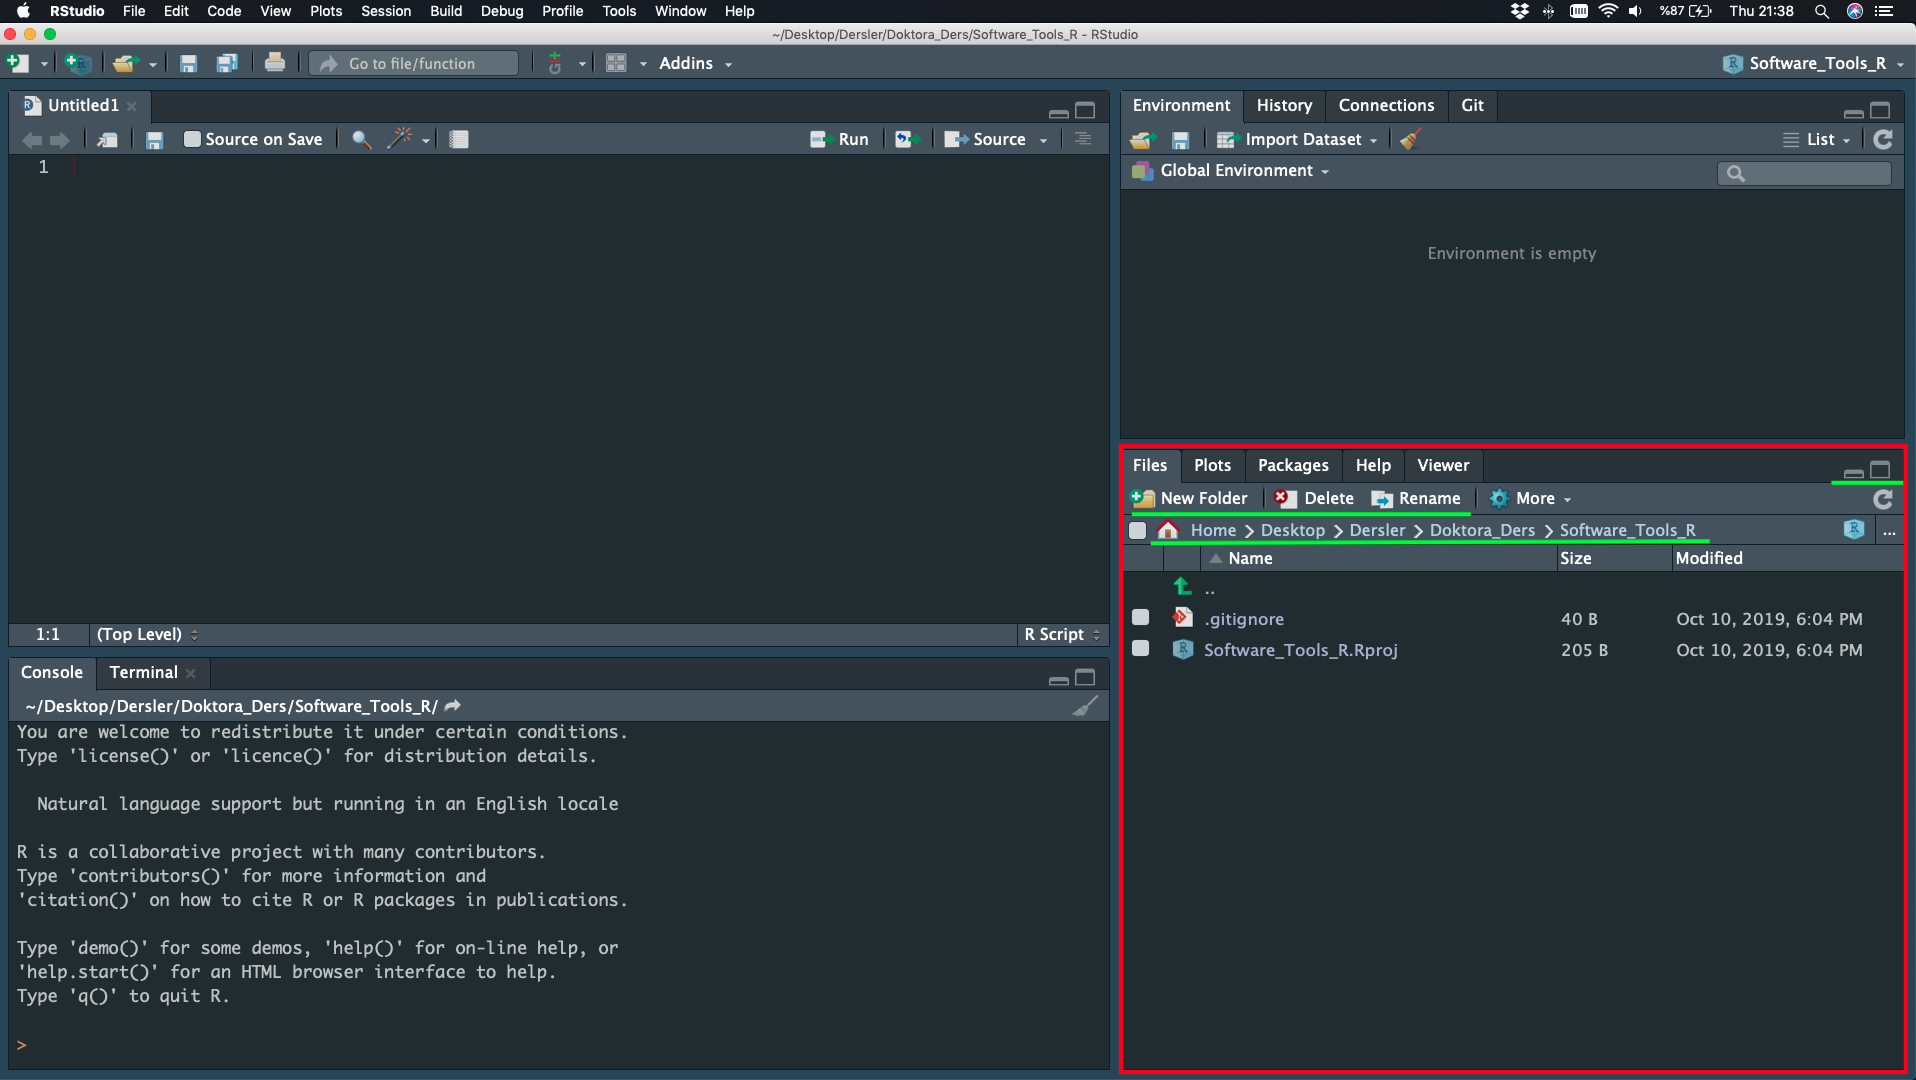 RStudio File Edit Code View Plots Session Build Debug Profile Tools Window Help %87 Thu 21:38
~/Desktop/Dersler/Doktora_Ders/Software_Tools_R - RStudio
Go to file/function Addins Software_Tools_R
Untitled1
Source on Save Run Source
1
1:1 (Top Level) R Script
Console Terminal
~/Desktop/Dersler/Doktora_Ders/Software_Tools_R/
You are welcome to redistribute it under certain conditions.
Type 'license()' or 'licence()' for distribution details.
Natural language support but running in an English locale
R is a collaborative project with many contributors.
Type 'contributors()' for more information and
'citation()' on how to cite R or R packages in publications.
Type 'demo()' for some demos, 'help()' for on-line help, or
'help.start()' for an HTML browser interface to help.
Type 'q()' to quit R.
>
Environment History Connections Git
Import Dataset List
Global Environment
Environment is empty
Files Plots Packages Help Viewer
New Folder Delete Rename More
Home Desktop Dersler Doktora_Ders Software_Tools_R ...
Name Size Modified
..
.gitignore 40 B Oct 10, 2019, 6:04 PM
Software_Tools_R.Rproj 205 B Oct 10, 2019, 6:04 PM